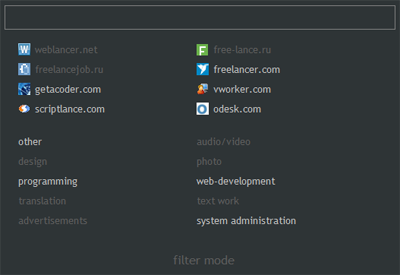 weblancer.net free-lance.ru
freelancejob.ru freelancer.com
getacoder.com vworker.com
scriptlance.com odesk.com
other audio/video
design photo
programming web-development
translation text work
advertisements system administration
filter mode